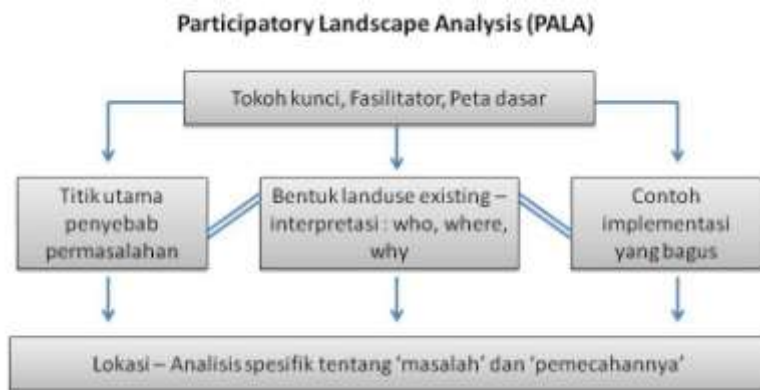 Participatory Landscape Analysis (PALA)
Tokoh kunci, Fasilitator, Peta dasar
Titik utama
penyebab
permasalahan
Bentuk landuse existing –
interpretasi : who, where,
why
Contoh
implementasi
yang bagus
Lokasi – Analisis spesifik tentang ‘masalah’ dan ‘pemecahannya’